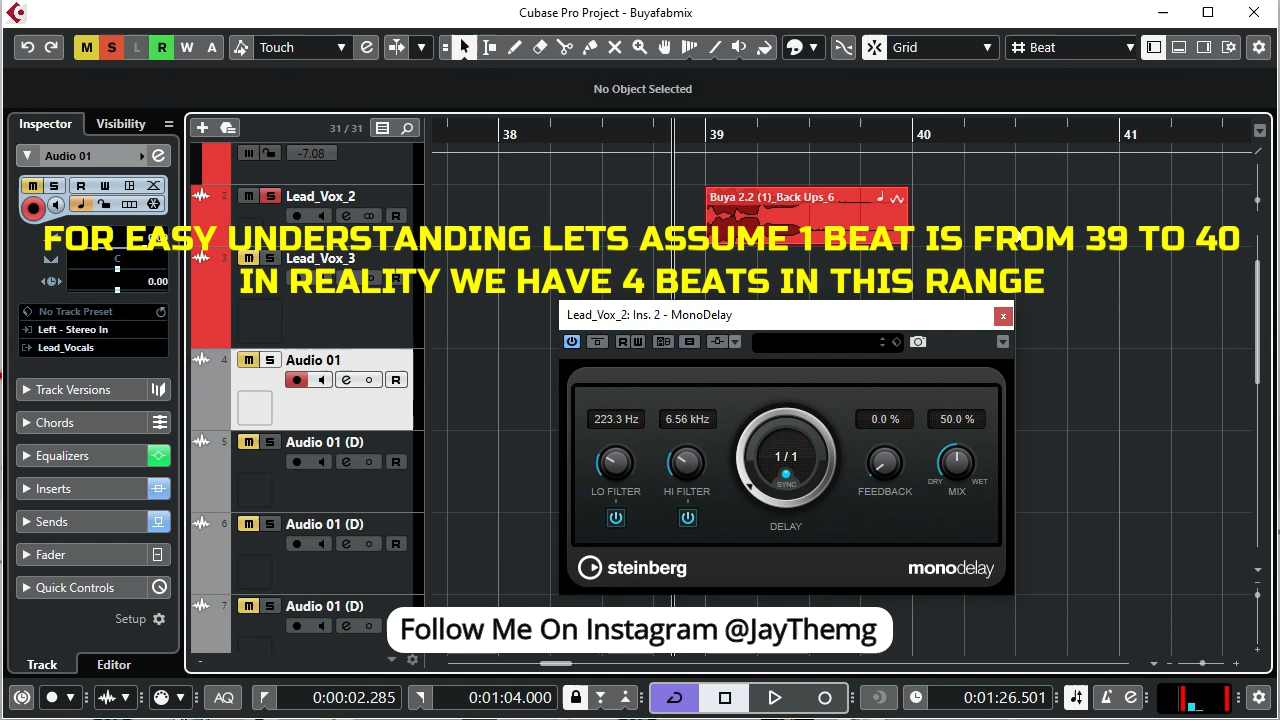 Cubase Pro Project - Buyafabmix
M S L R W A Touch Grid Beat
No Object Selected
Inspector Visibility
31 / 31
38 39 40 41
Audio 01
-7.08
M S R W
2 M S Lead_Vox_2
R
Buya 2.2 (1)_Back Ups_6
FOR EASY UNDERSTANDING LETS ASSUME 1 BEAT IS FROM 39 TO 40
IN REALITY WE HAVE 4 BEATS IN THIS RANGE
C
3 Lead_Vox_3
0.00
No Track Preset
Left - Stereo In
Lead_Vocals
Lead_Vox_2: Ins. 2 - MonoDelay
R W
4 M S Audio 01
R
Track Versions
Chords
Equalizers
Inserts
Sends
Fader
Quick Controls
Setup
223.3 Hz 6.56 kHz 0.0 % 50.0 %
1 / 1
SYNC
DRY WET
LO FILTER HI FILTER FEEDBACK MIX
DELAY
steinberg monodelay
5 M S Audio 01 (D)
R
6 M S Audio 01 (D)
R
7 M S Audio 01 (D)
Follow Me On Instagram @JayThemg
Track Editor
AQ 0:00:02.285 0:01:04.000 0:01:26.501